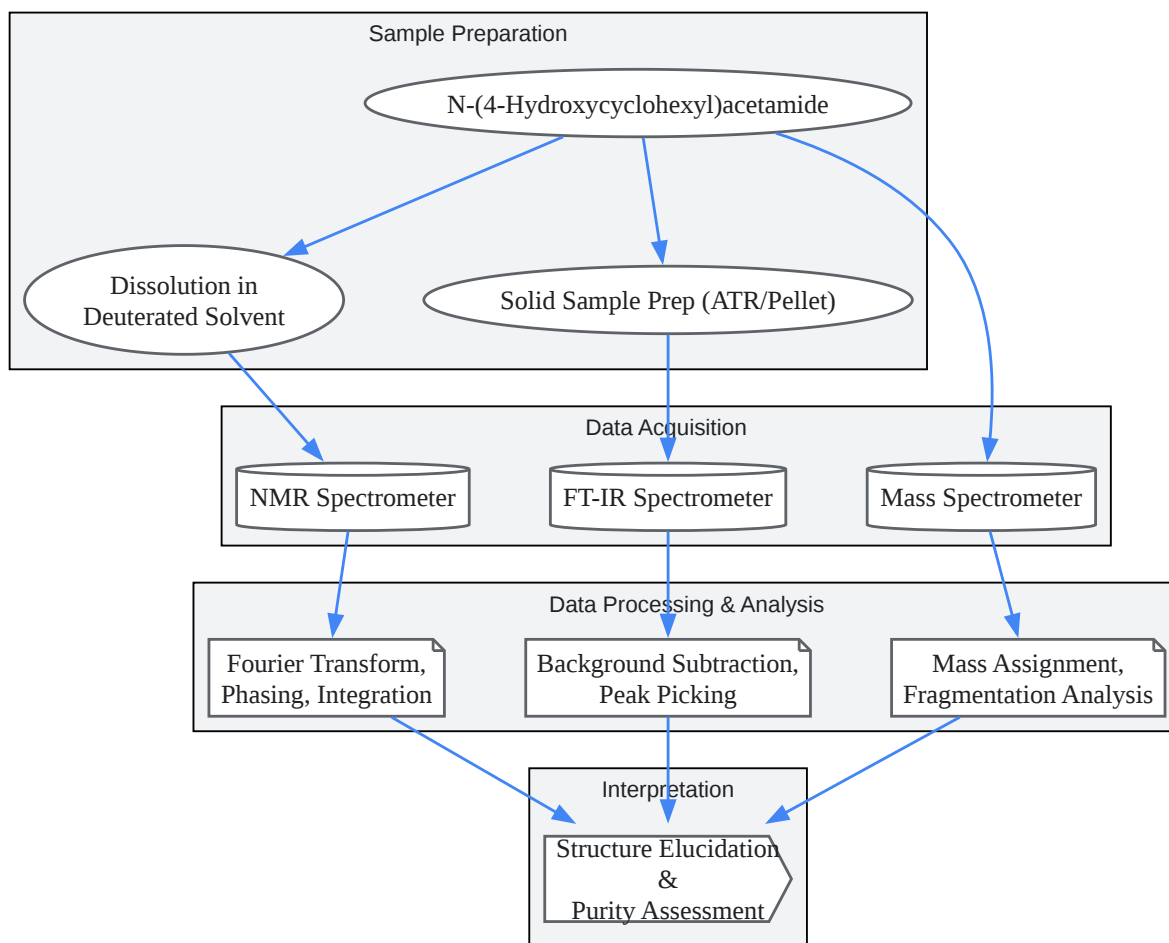 Sample Preparation
N-(4-Hydroxycyclohexyl)acetamide
Dissolution in
Deuterated Solvent
Solid Sample Prep (ATR/Pellet)
Data Acquisition
NMR Spectrometer
FT-IR Spectrometer
Mass Spectrometer
Data Processing & Analysis
Fourier Transform,
Phasing, Integration
Background Subtraction,
Peak Picking
Mass Assignment,
Fragmentation Analysis
Interpretation
Structure Elucidation
&
Purity Assessment